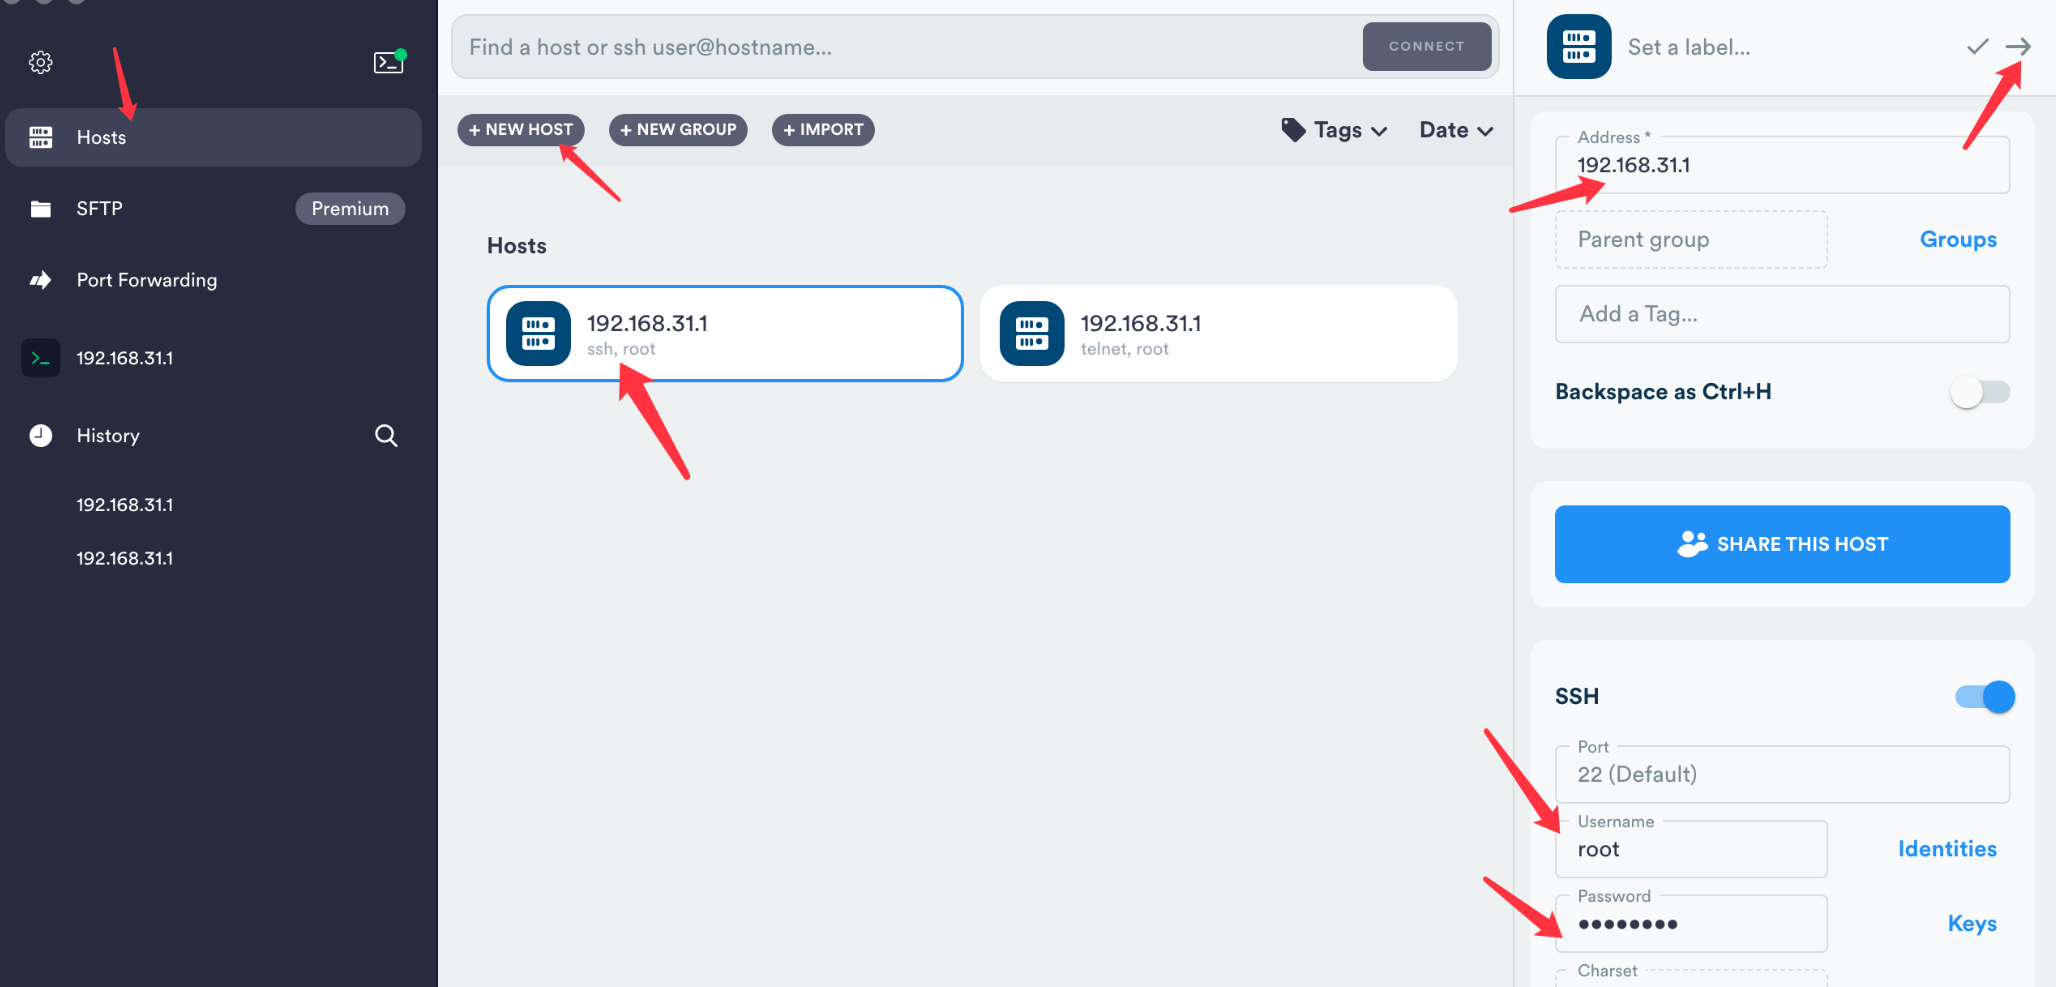 Hosts
SFTP
Premium
Port Forwarding
192.168.31.1
History
192.168.31.1
192.168.31.1
Find a host or ssh user@hostname...
CONNECT
+ NEW HOST
+ NEW GROUP
+ IMPORT
Tags
Date
Hosts
192.168.31.1
ssh, root
192.168.31.1
telnet, root
Set a label...
Address *
192.168.31.1
Parent group
Groups
Add a Tag...
Backspace as Ctrl+H
SHARE THIS HOST
SSH
Port
22 (Default)
Username
root
Identities
Password
••••••••
Keys
Charset